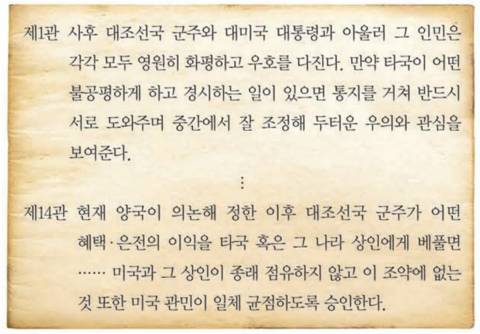 제1관 사후 대조선국 군주와 대미국 대통령과 아울러 그 인민은
각각 모두 영원히 화평하고 우호를 다진다. 만약 타국이 어떤
불공평하게 하고 경시하는 일이 있으면 통지를 거쳐 반드시
서로 도와주며 중간에서 잘 조정해 두터운 우의와 관심을
보여준다.
⋮
제14관 현재 양국이 의논해 정한 이후 대조선국 군주가 어떤
혜택·은전의 이익을 타국 혹은 그 나라 상인에게 베풀면
…… 미국과 그 상인이 종래 점유하지 않고 이 조약에 없는
것 또한 미국 관민이 일체 균점하도록 승인한다.